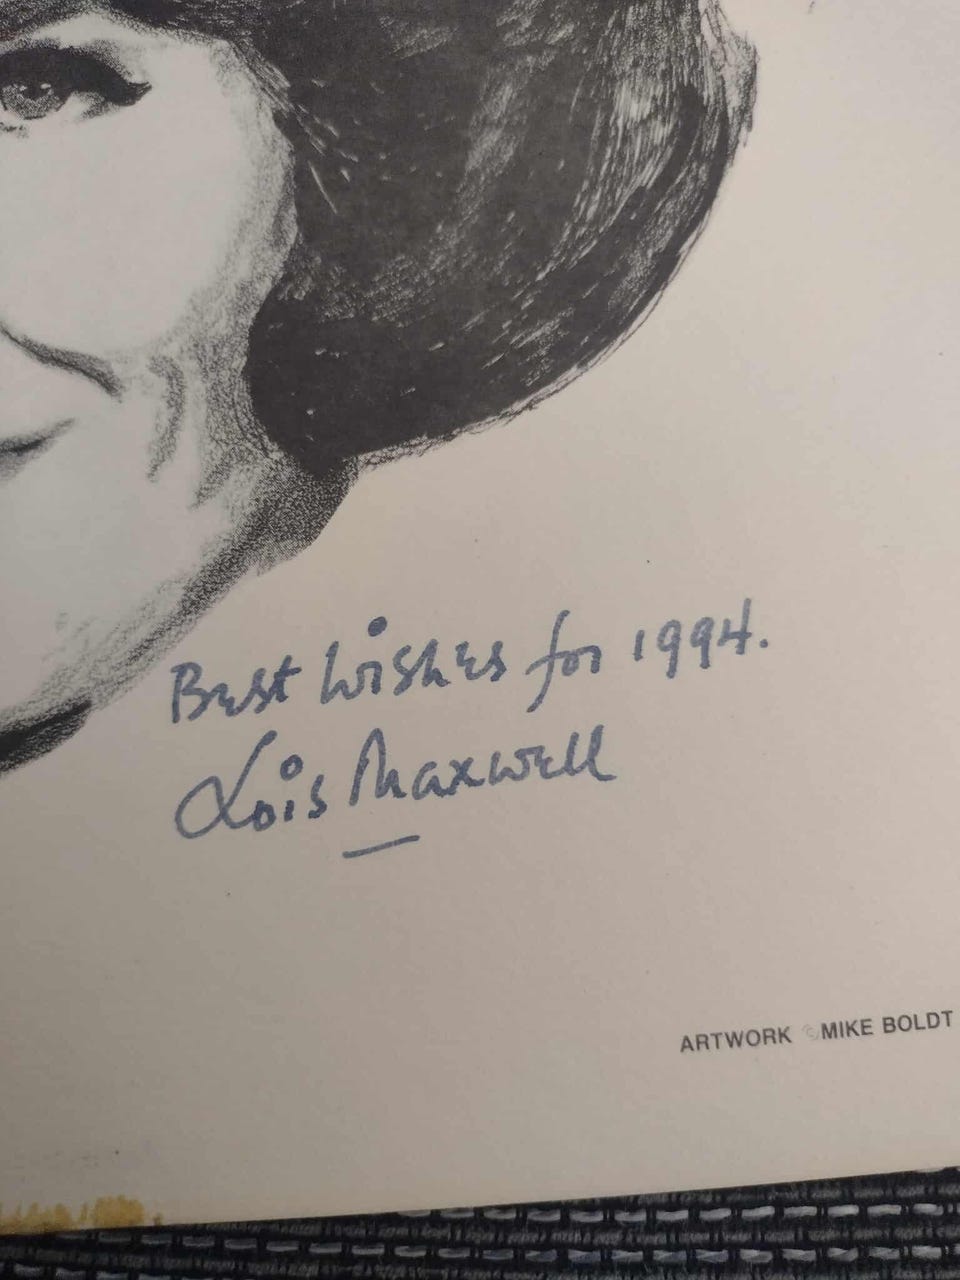 Best Wishes for 1994.
Lois Maxwell
ARTWORK © MIKE BOLDT